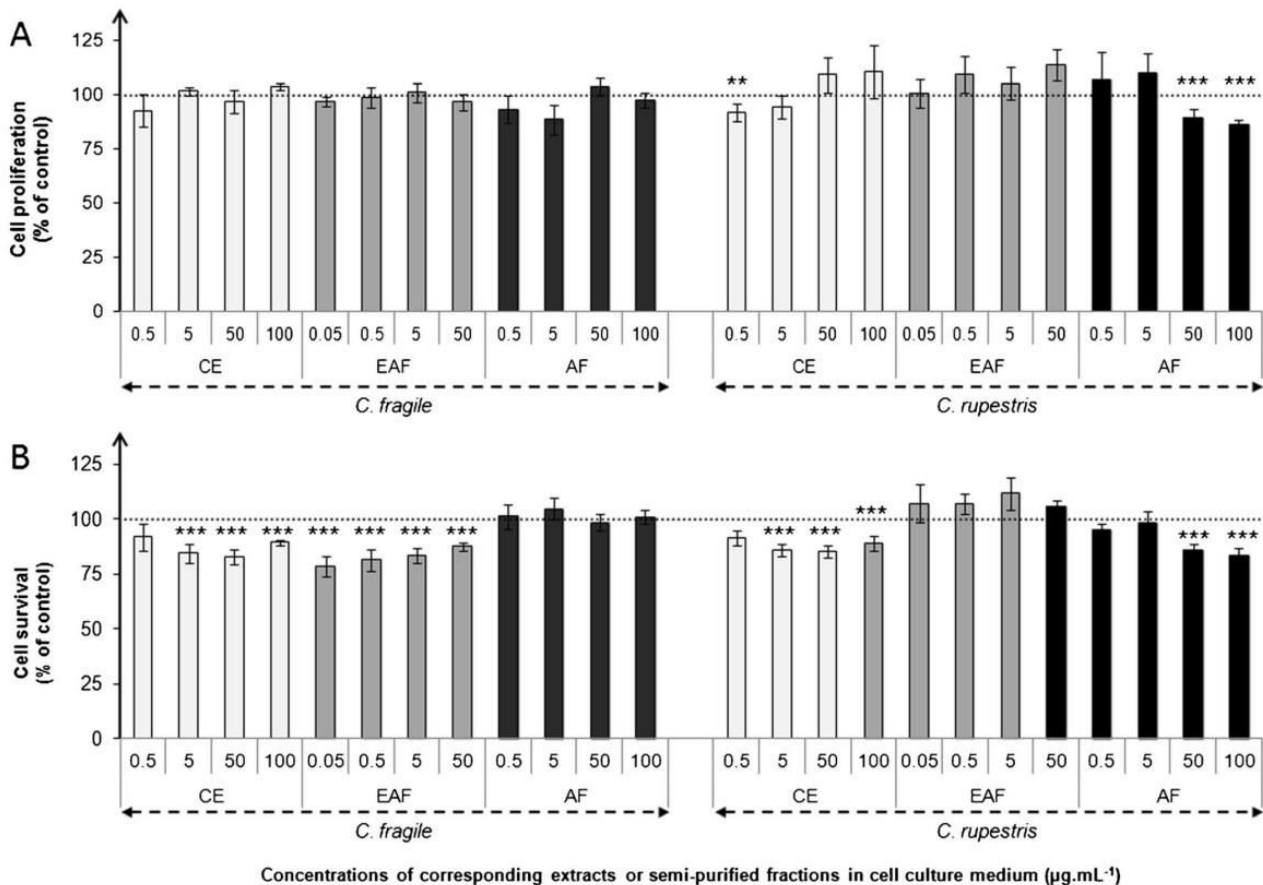 A
Cell proliferation
(% of control)
125
100
75
50
25
0
** *** ***
0.5 5 50 100 0.05 0.5 5 50 0.5 5 50 100 0.5 5 50 100 0.05 0.5 5 50 0.5 5 50 100
CE EAF AF CE EAF AF
C. fragile C. rupestris
B
Cell survival
(% of control)
125
100
75
50
25
0
*** *** *** *** *** *** *** *** *** *** *** ***
0.5 5 50 100 0.05 0.5 5 50 0.5 5 50 100 0.5 5 50 100 0.05 0.5 5 50 0.5 5 50 100
CE EAF AF CE EAF AF
C. fragile C. rupestris
Concentrations of corresponding extracts or semi-purified fractions in cell culture medium (µg.mL⁻¹)